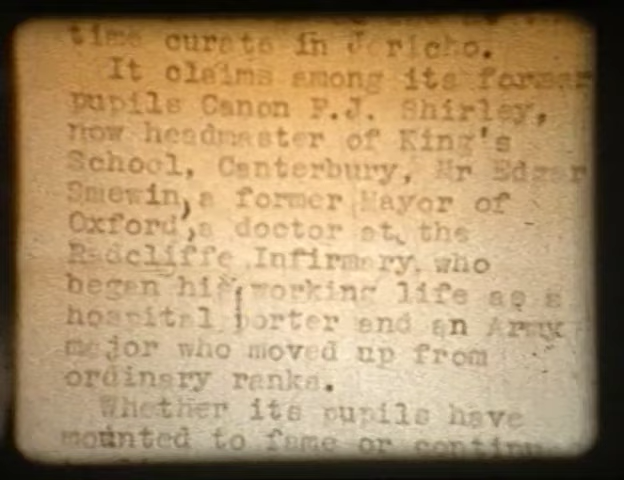 time curate in Jericho.
It claims among its former
pupils Canon F.J. Shirley,
now headmaster of King's
School, Canterbury, Mr Edgar
Smewin, a former Mayor of
Oxford, a doctor at the
Radcliffe Infirmary who
began his working life as a
hospital porter and an Army
major who moved up from
ordinary ranks.
Whether its pupils have
mounted to fame or